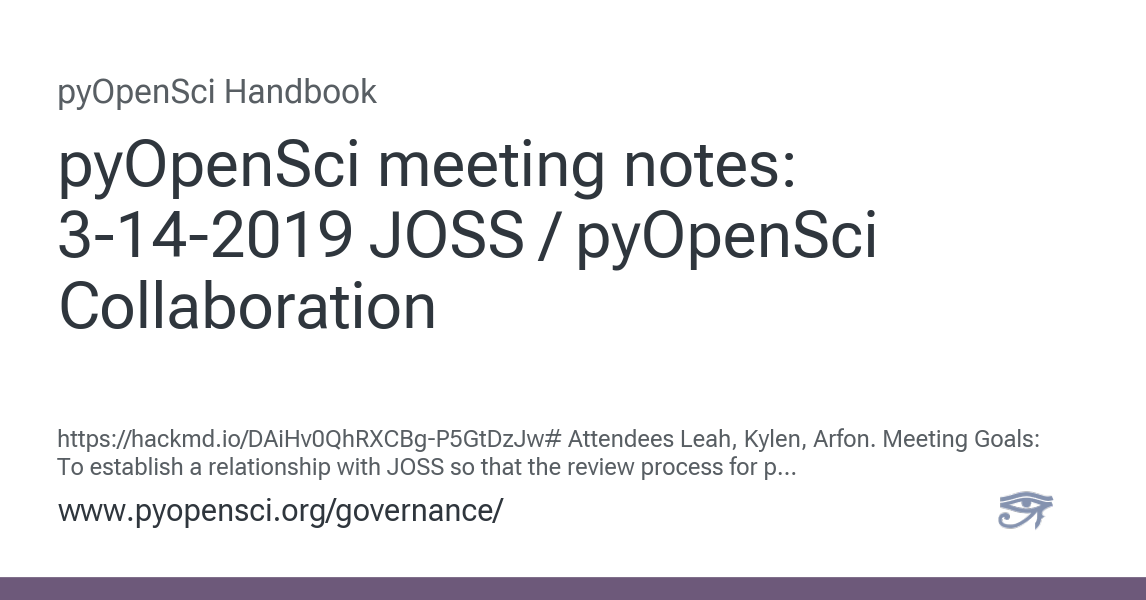 pyOpenSci Handbook
pyOpenSci meeting notes:
3-14-2019 JOSS / pyOpenSci
Collaboration
https://hackmd.io/DAiHv0QhRXCBg-P5GtDzJw# Attendees Leah, Kylen, Arfon. Meeting Goals:
To establish a relationship with JOSS so that the review process for p...
www.pyopensci.org/governance/